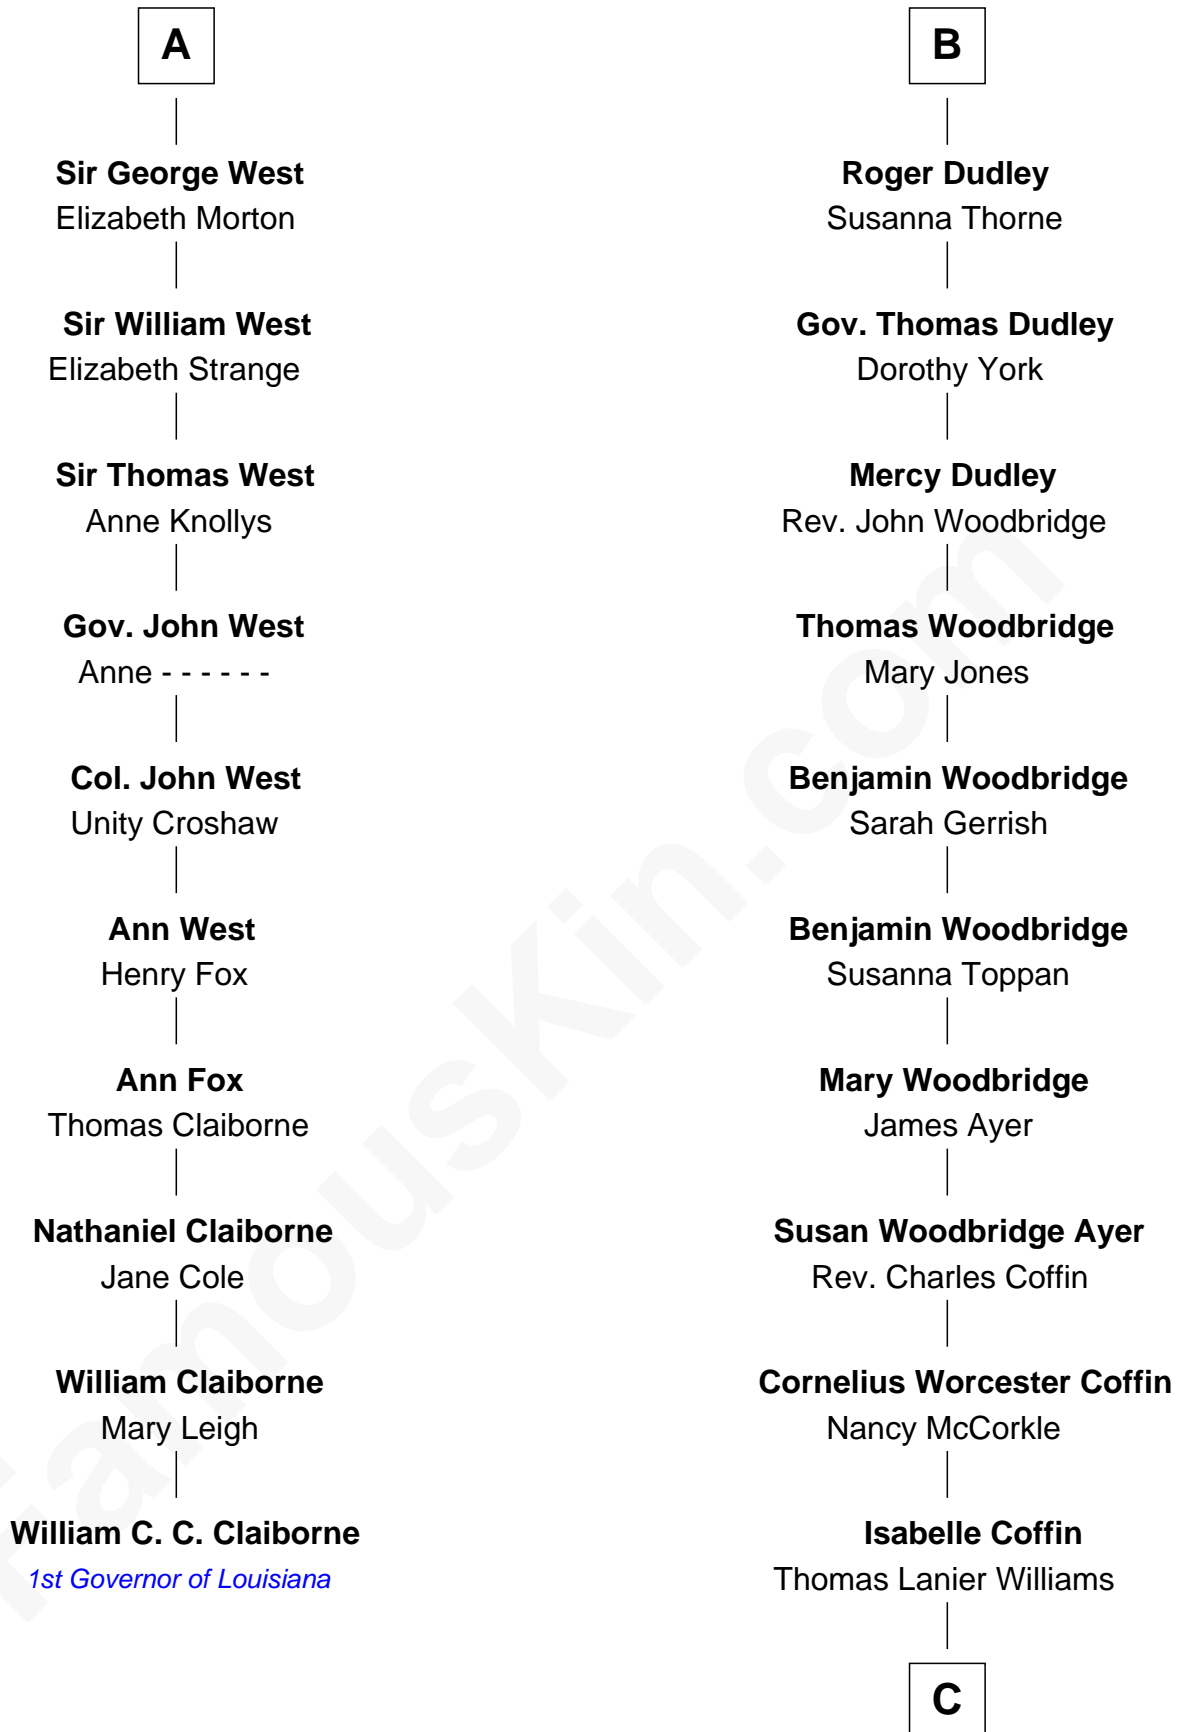 A
Sir George West
Elizabeth Morton
Sir William West
Elizabeth Strange
Sir Thomas West
Anne Knollys
Gov. John West
Anne - - - - - -
Col. John West
Unity Croshaw
Ann West
Henry Fox
Ann Fox
Thomas Claiborne
Nathaniel Claiborne
Jane Cole
William Claiborne
Mary Leigh
William C. C. Claiborne
1st Governor of Louisiana
B
Roger Dudley
Susanna Thorne
Gov. Thomas Dudley
Dorothy York
Mercy Dudley
Rev. John Woodbridge
Thomas Woodbridge
Mary Jones
Benjamin Woodbridge
Sarah Gerrish
Benjamin Woodbridge
Susanna Toppan
Mary Woodbridge
James Ayer
Susan Woodbridge Ayer
Rev. Charles Coffin
Cornelius Worcester Coffin
Nancy McCorkle
Isabelle Coffin
Thomas Lanier Williams
C
FamousKin.com